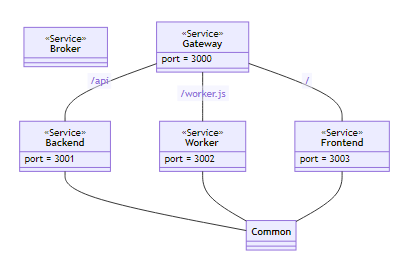 «Service»
Broker
«Service»
Gateway
port = 3000
/api
/worker.js
/
«Service»
Backend
port = 3001
«Service»
Worker
port = 3002
«Service»
Frontend
port = 3003
Common